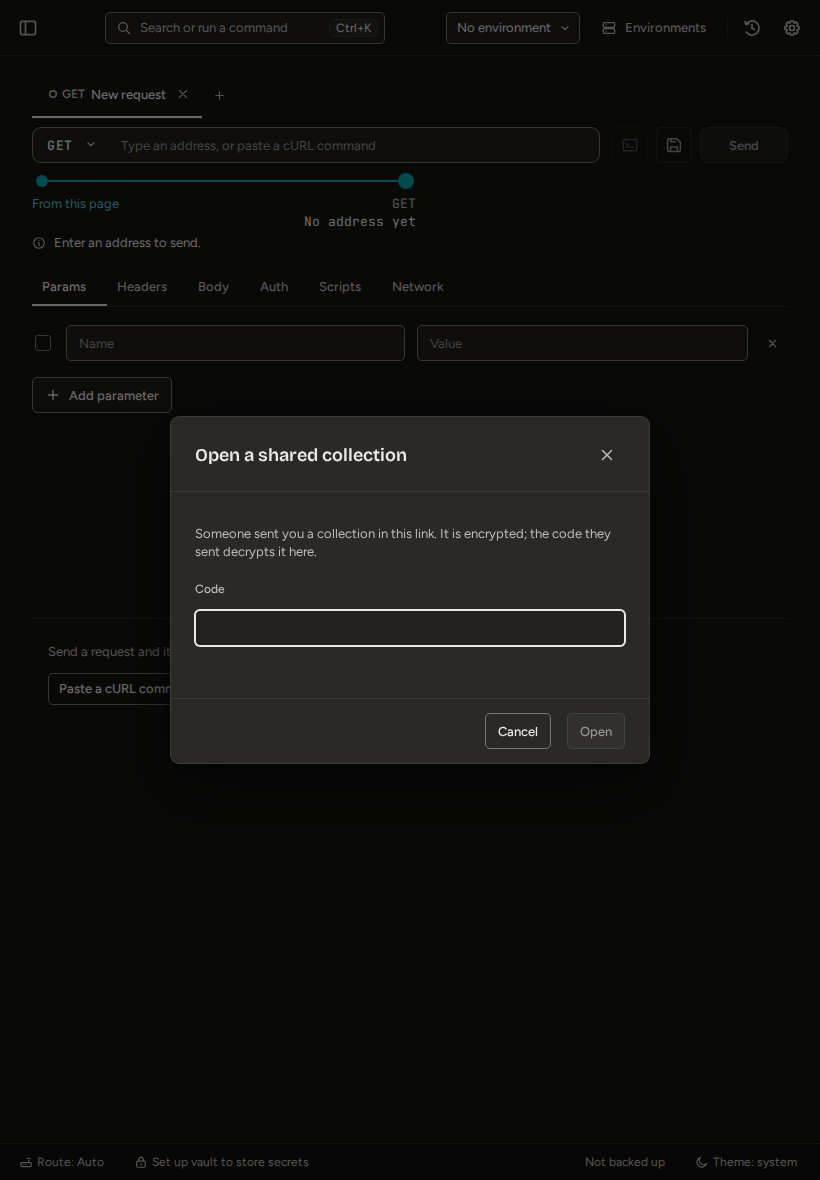 Search or run a command
Ctrl+K
No environment
Environments
GET New request
GET
Type an address, or paste a cURL command
Send
From this page
GET
No address yet
Enter an address to send.
Params
Headers
Body
Auth
Scripts
Network
Name
Value
Add parameter
Open a shared collection
Someone sent you a collection in this link. It is encrypted; the code they
sent decrypts it here.
Code
Send a request and it
Paste a cURL comm
Cancel
Open
Route: Auto
Set up vault to store secrets
Not backed up
Theme: system